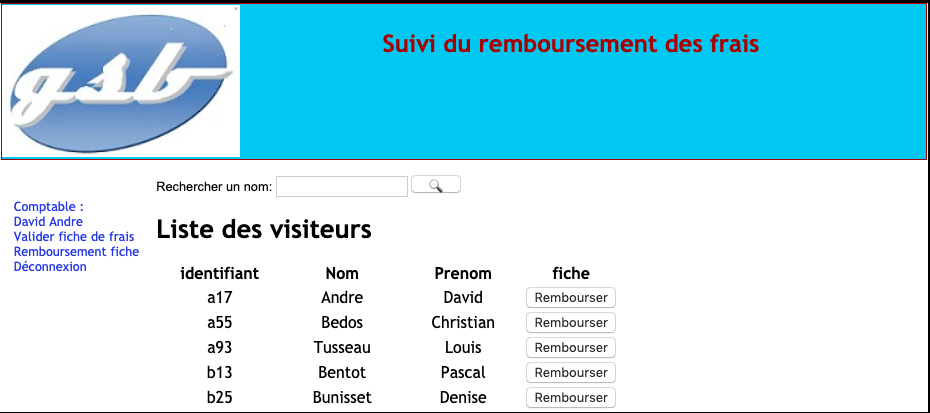 gsb
Suivi du remboursement des frais
Rechercher un nom:
Comptable :
David Andre
Valider fiche de frais
Remboursement fiche
Déconnexion
Liste des visiteurs
identifiant Nom Prenom fiche
a17 Andre David Rembourser
a55 Bedos Christian Rembourser
a93 Tusseau Louis Rembourser
b13 Bentot Pascal Rembourser
b25 Bunisset Denise Rembourser